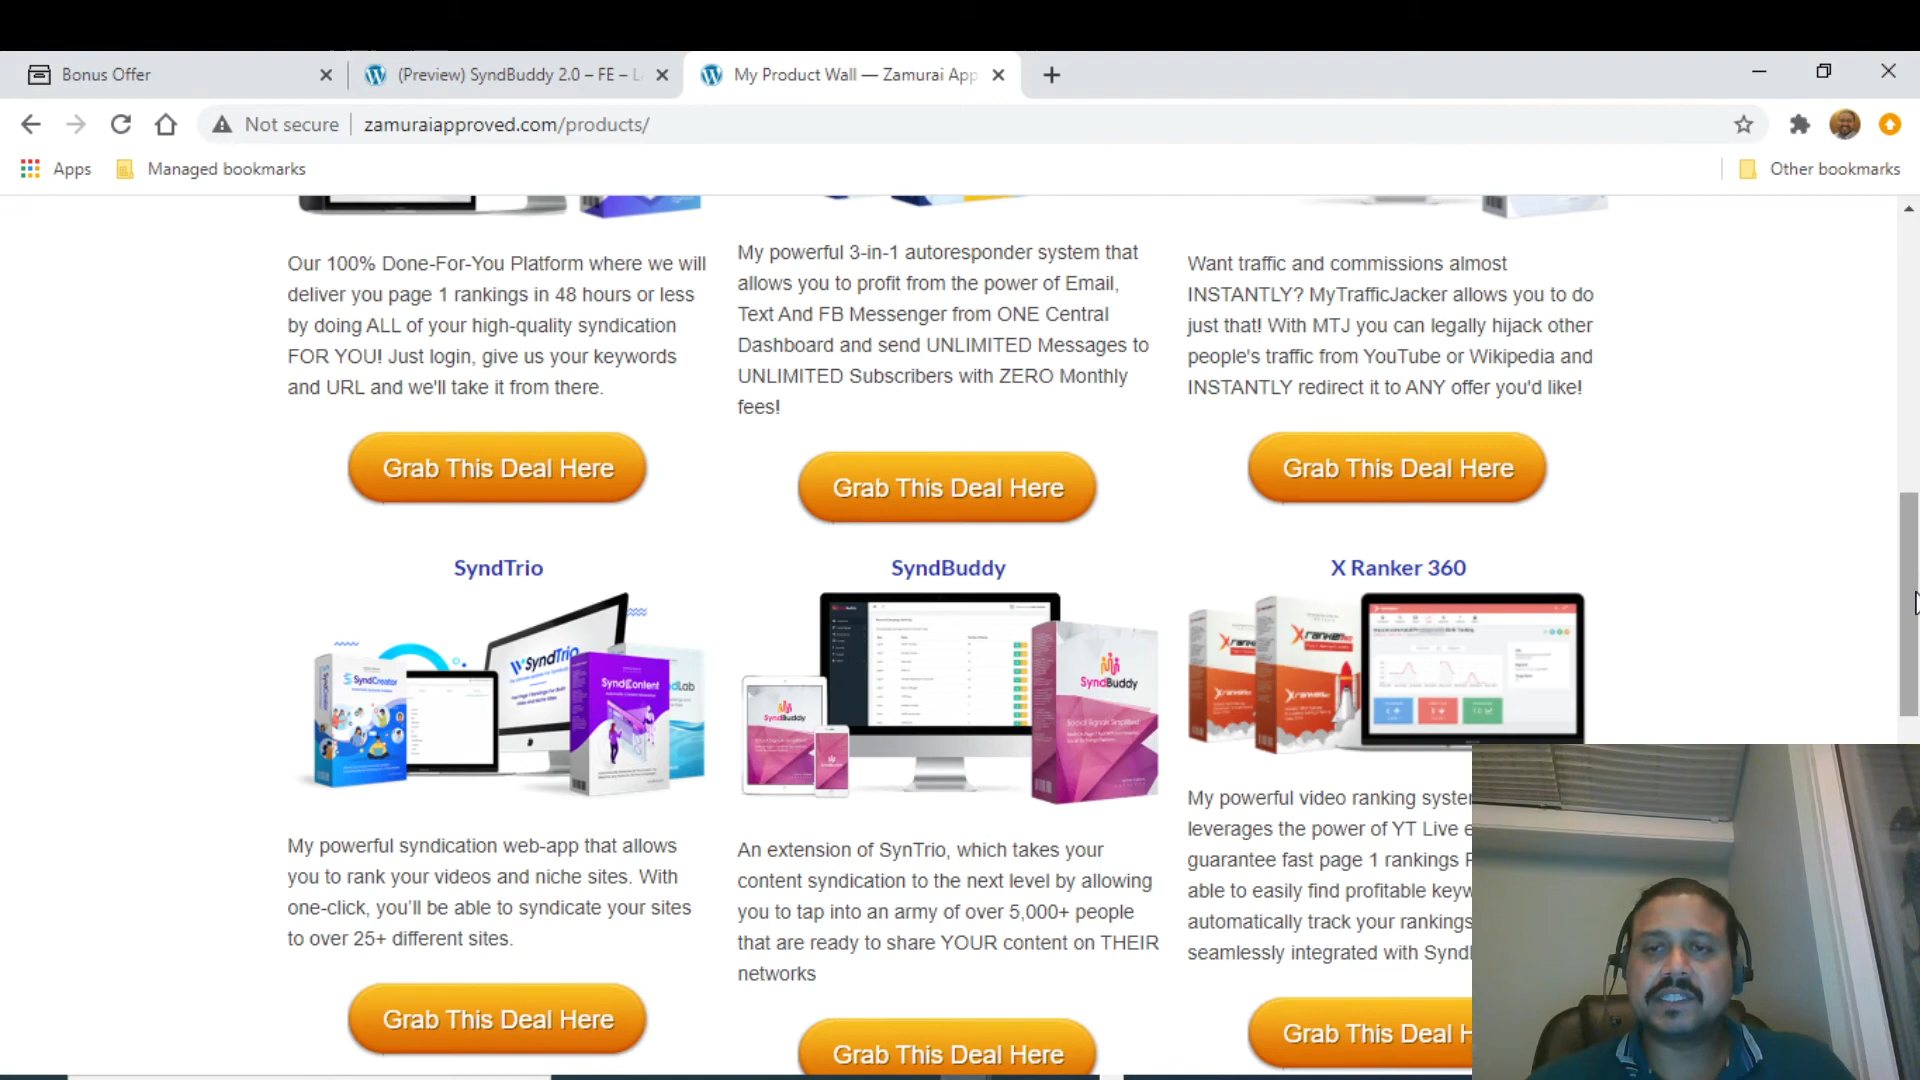 Bonus Offer
(Preview) SyndBuddy 2.0 – FE – L
My Product Wall — Zamurai App
Not secure
zamuraiapproved.com/products/
Apps
Managed bookmarks
Other bookmarks
Our 100% Done-For-You Platform where we will
deliver you page 1 rankings in 48 hours or less
by doing ALL of your high-quality syndication
FOR YOU! Just login, give us your keywords
and URL and we'll take it from there.
Grab This Deal Here
My powerful 3-in-1 autoresponder system that
allows you to profit from the power of Email,
Text And FB Messenger from ONE Central
Dashboard and send UNLIMITED Messages to
UNLIMITED Subscribers with ZERO Monthly
fees!
Grab This Deal Here
Want traffic and commissions almost
INSTANTLY? MyTrafficJacker allows you to do
just that! With MTJ you can legally hijack other
people's traffic from YouTube or Wikipedia and
INSTANTLY redirect it to ANY offer you'd like!
Grab This Deal Here
SyndTrio
SyndCreator
SyndTrio
SyndContent
dLab
My powerful syndication web-app that allows
you to rank your videos and niche sites. With
one-click, you'll be able to syndicate your sites
to over 25+ different sites.
Grab This Deal Here
SyndBuddy
SyndBuddy
SyndBuddy
Social Signals Simplified
An extension of SynTrio, which takes your
content syndication to the next level by allowing
you to tap into an army of over 5,000+ people
that are ready to share YOUR content on THEIR
networks
Grab This Deal Here
X Ranker 360
My powerful video ranking system
leverages the power of YT Live e
guarantee fast page 1 rankings F
able to easily find profitable keyw
automatically track your rankings
seamlessly integrated with Synd
Grab This Deal H